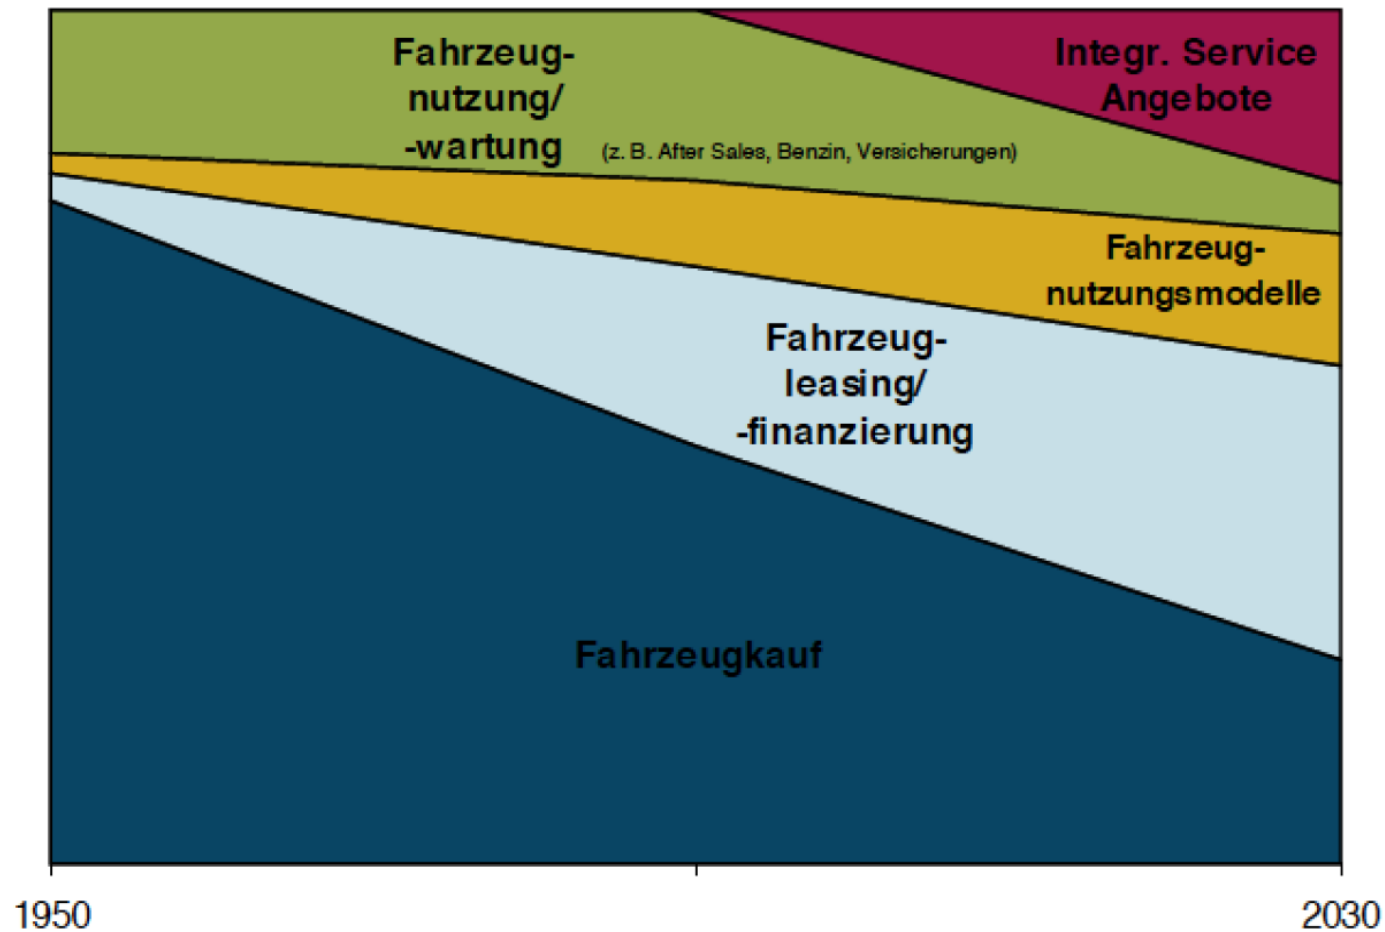 Fahrzeug-
nutzung/
-wartung (z. B. After Sales, Benzin, Versicherungen)
Integr. Service
Angebote
Fahrzeug-
nutzungsmodelle
Fahrzeug-
leasing/
-finanzierung
Fahrzeugkauf
1950 2030